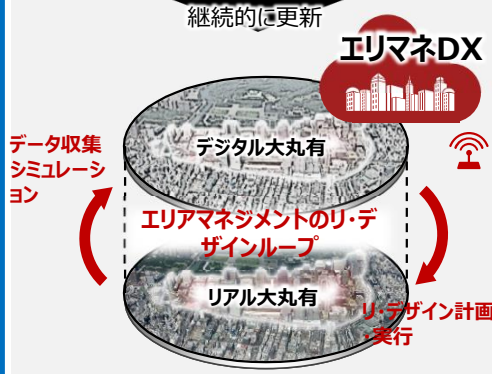 継続的に更新
エリマネDX
デジタル大丸有
データ収集
シミュレーシ
ョン
エリアマネジメントのリ・デ
ザインループ
リアル大丸有
リ・デザイン計画
・実行